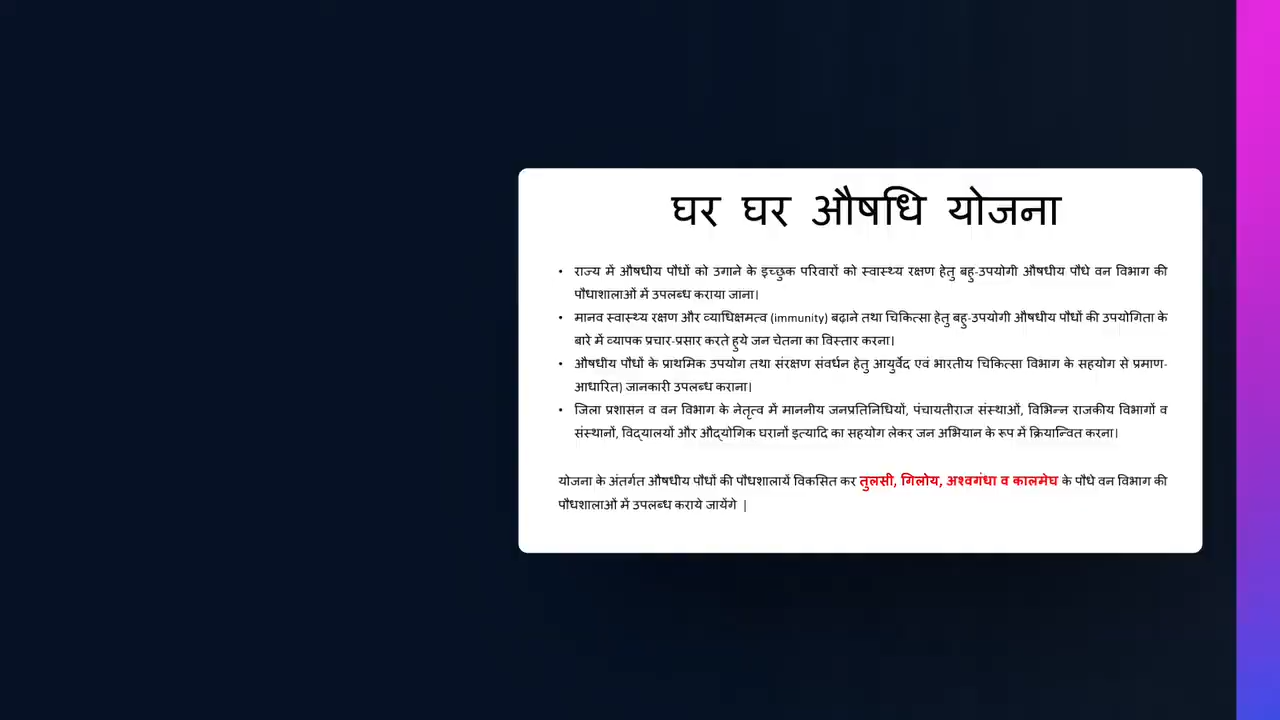 घर घर औषधि योजना
• राज्य में औषधीय पौधों को उगाने के इच्छुक परिवारों को स्वास्थ्य रक्षण हेतु बहु-उपयोगी औषधीय पौधे वन विभाग की
पौधाशालाओं में उपलब्ध कराया जाना।
• मानव स्वास्थ्य रक्षण और व्याधिक्षमत्व (immunity) बढ़ाने तथा चिकित्सा हेतु बहु-उपयोगी औषधीय पौधों की उपयोगिता के
बारे में व्यापक प्रचार-प्रसार करते हुये जन चेतना का विस्तार करना।
• औषधीय पौधों के प्राथमिक उपयोग तथा संरक्षण संवर्धन हेतु आयुर्वेद एवं भारतीय चिकित्सा विभाग के सहयोग से प्रमाण-
आधारित) जानकारी उपलब्ध कराना।
• जिला प्रशासन व वन विभाग के नेतृत्व में माननीय जनप्रतिनिधियों, पंचायतीराज संस्थाओं, विभिन्न राजकीय विभागों व
संस्थानों, विद्यालयों और औद्योगिक घरानों इत्यादि का सहयोग लेकर जन अभियान के रूप में क्रियान्वित करना।
योजना के अंतर्गत औषधीय पौधों की पौधशालायें विकसित कर तुलसी, गिलोय, अश्वगंधा व कालमेघ के पौधे वन विभाग की
पौधशालाओं में उपलब्ध कराये जायेंगे |